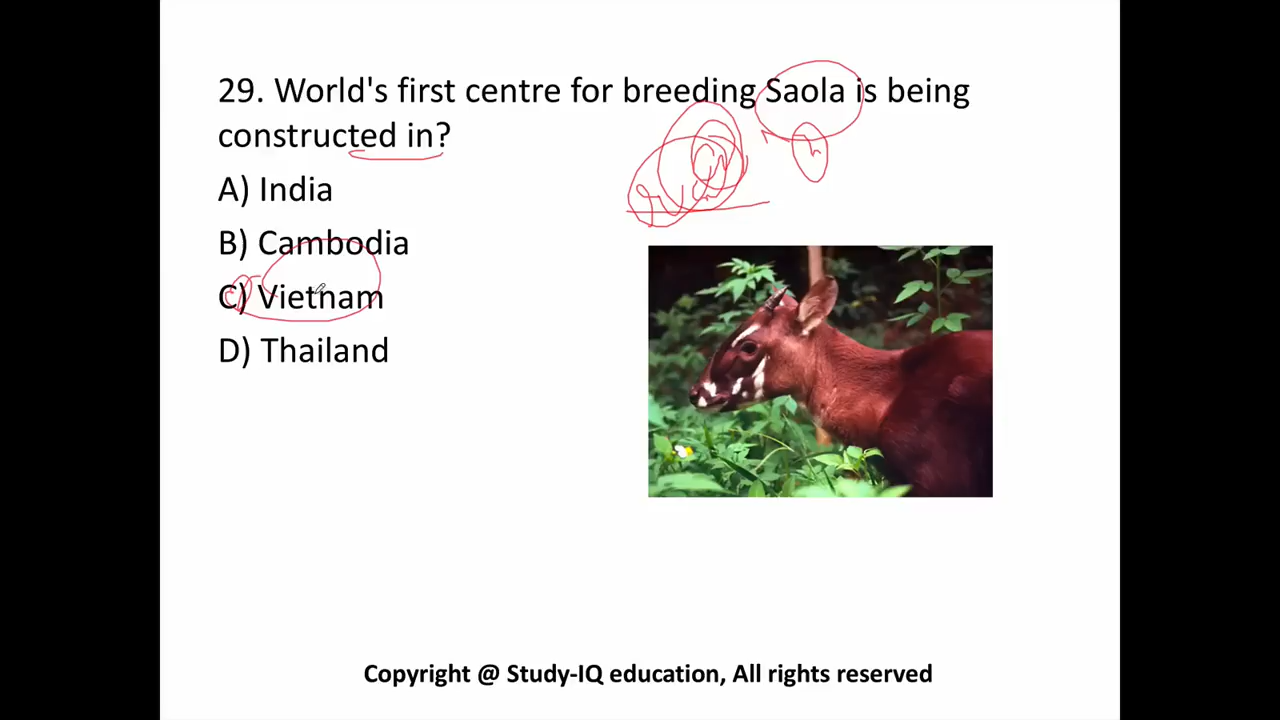 29. World's first centre for breeding Saola is being
constructed in?
A) India
B) Cambodia
C) Vietnam
D) Thailand
Copyright @ Study-IQ education, All rights reserved